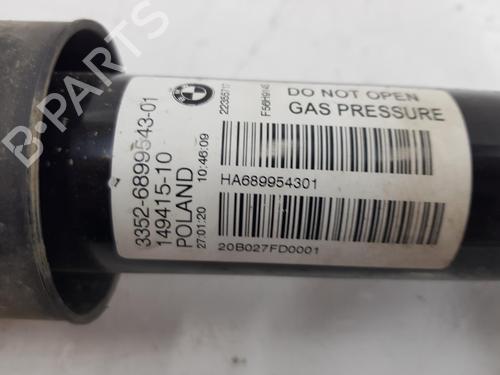 3352-6899543-01
149415-10
POLAND
27:01:20 10:46:09
BMW
DO NOT OPEN
GAS PRESSURE
HA689954301
20B027FD0001
B-PARTS